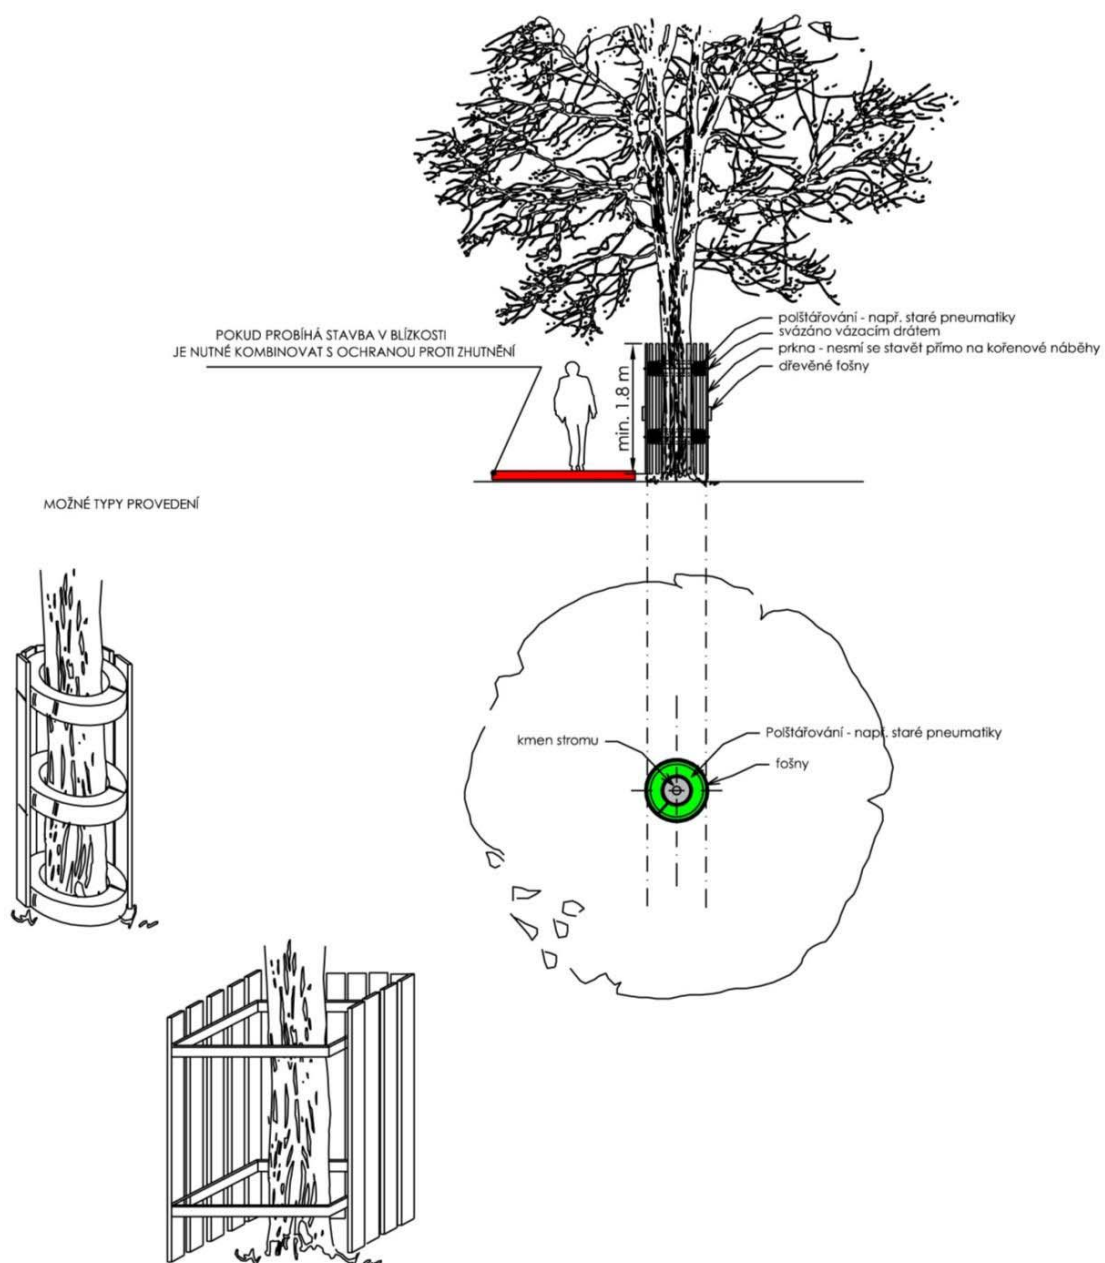 polštářování - např. staré pneumatiky
svázáno vázacím drátem
prkna - nesmí se stavět přímo na kořenové náběhy
dřevěné fošny
POKUD PROBÍHÁ STAVBA V BLÍZKOSTI
JE NUTNÉ KOMBINOVAT S OCHRANOU PROTI ZHUTNĚNÍ
min. 1.8 m
MOŽNÉ TYPY PROVEDENÍ
kmen stromu
Polštářování - např. staré pneumatiky
fošny